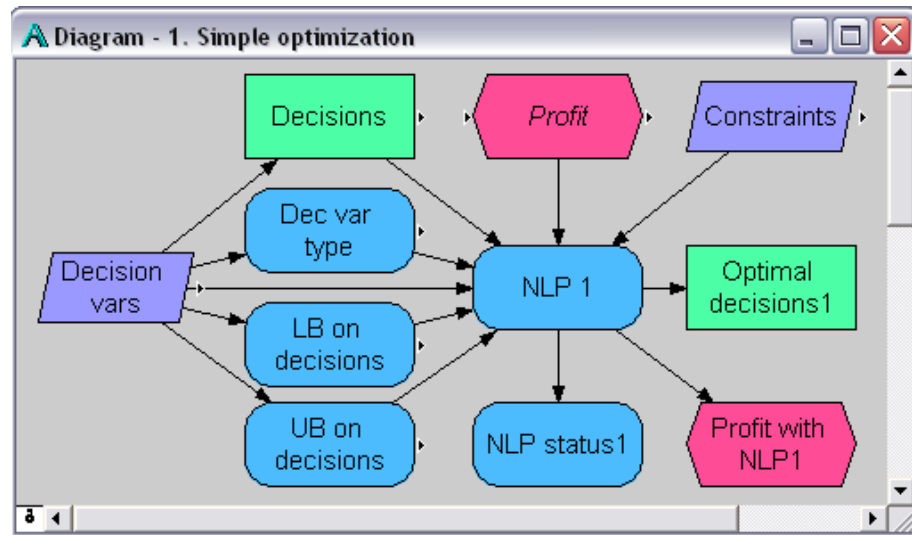 Diagram - 1. Simple optimization
Decisions
Profit
Constraints
Dec var
type
Decision
vars
NLP 1
Optimal
decisions1
LB on
decisions
UB on
decisions
NLP status1
Profit with
NLP1